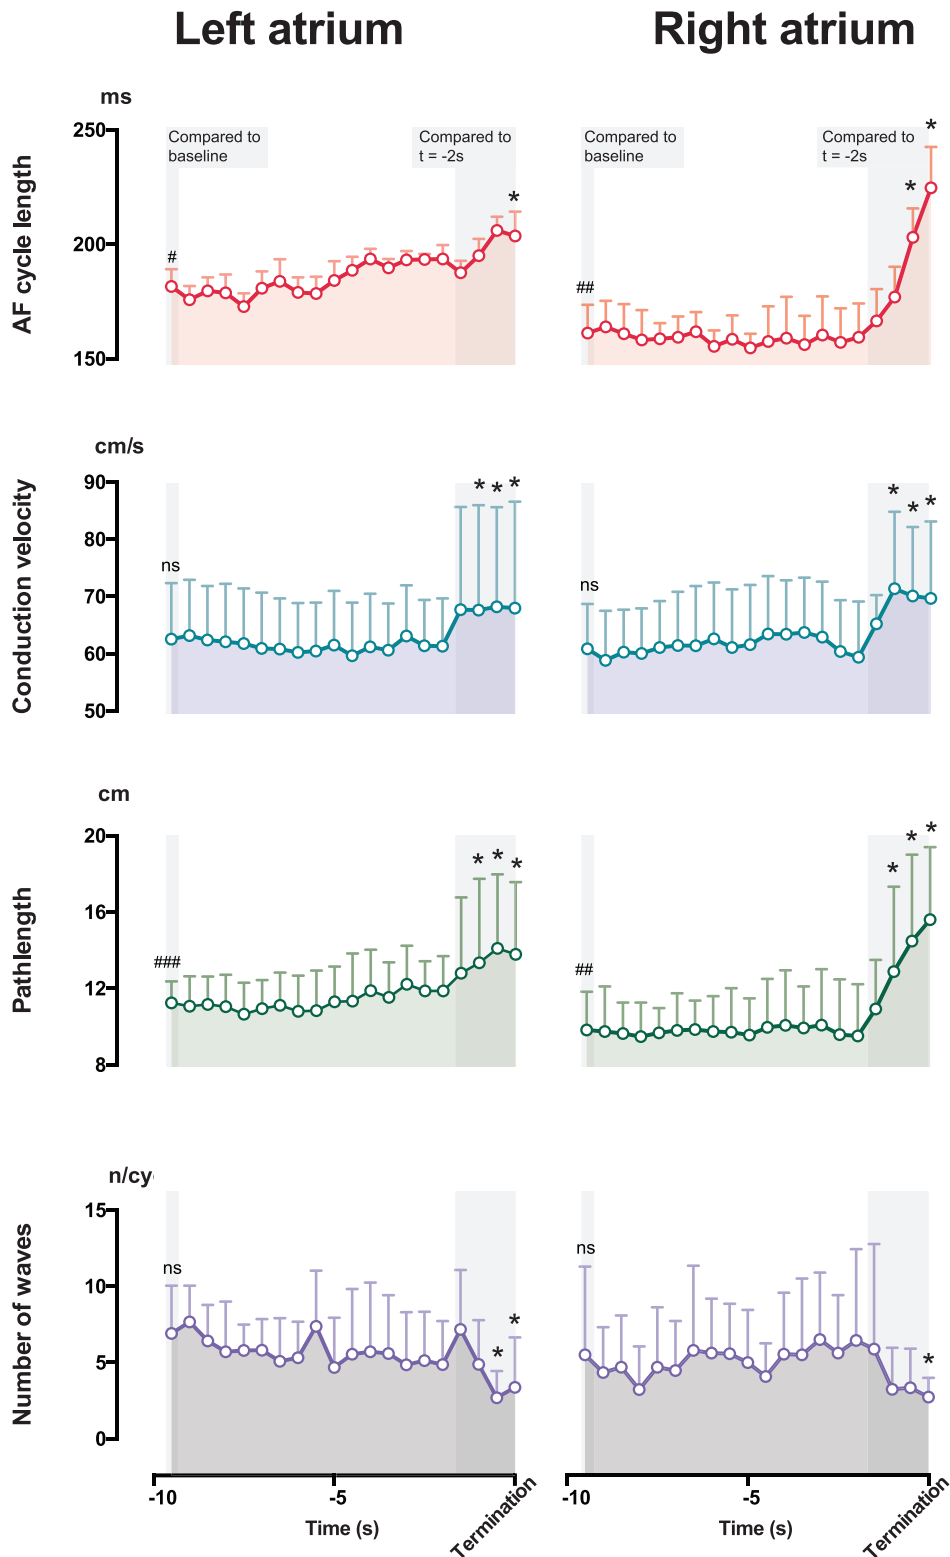 Left atrium
Right atrium
ms
AF cycle length
250
200
150
Compared to
baseline
Compared to
t = -2s
#
*
Compared to
baseline
Compared to
t = -2s
##
*
*
cm/s
Conduction velocity
90
80
70
60
50
ns
* * *
ns
* * *
cm
Pathlength
20
16
12
8
###
* * *
##
* * *
n/cy
Number of waves
15
10
5
0
ns
* *
ns
*
-10
-5
Termination
Time (s)
-10
-5
Termination
Time (s)